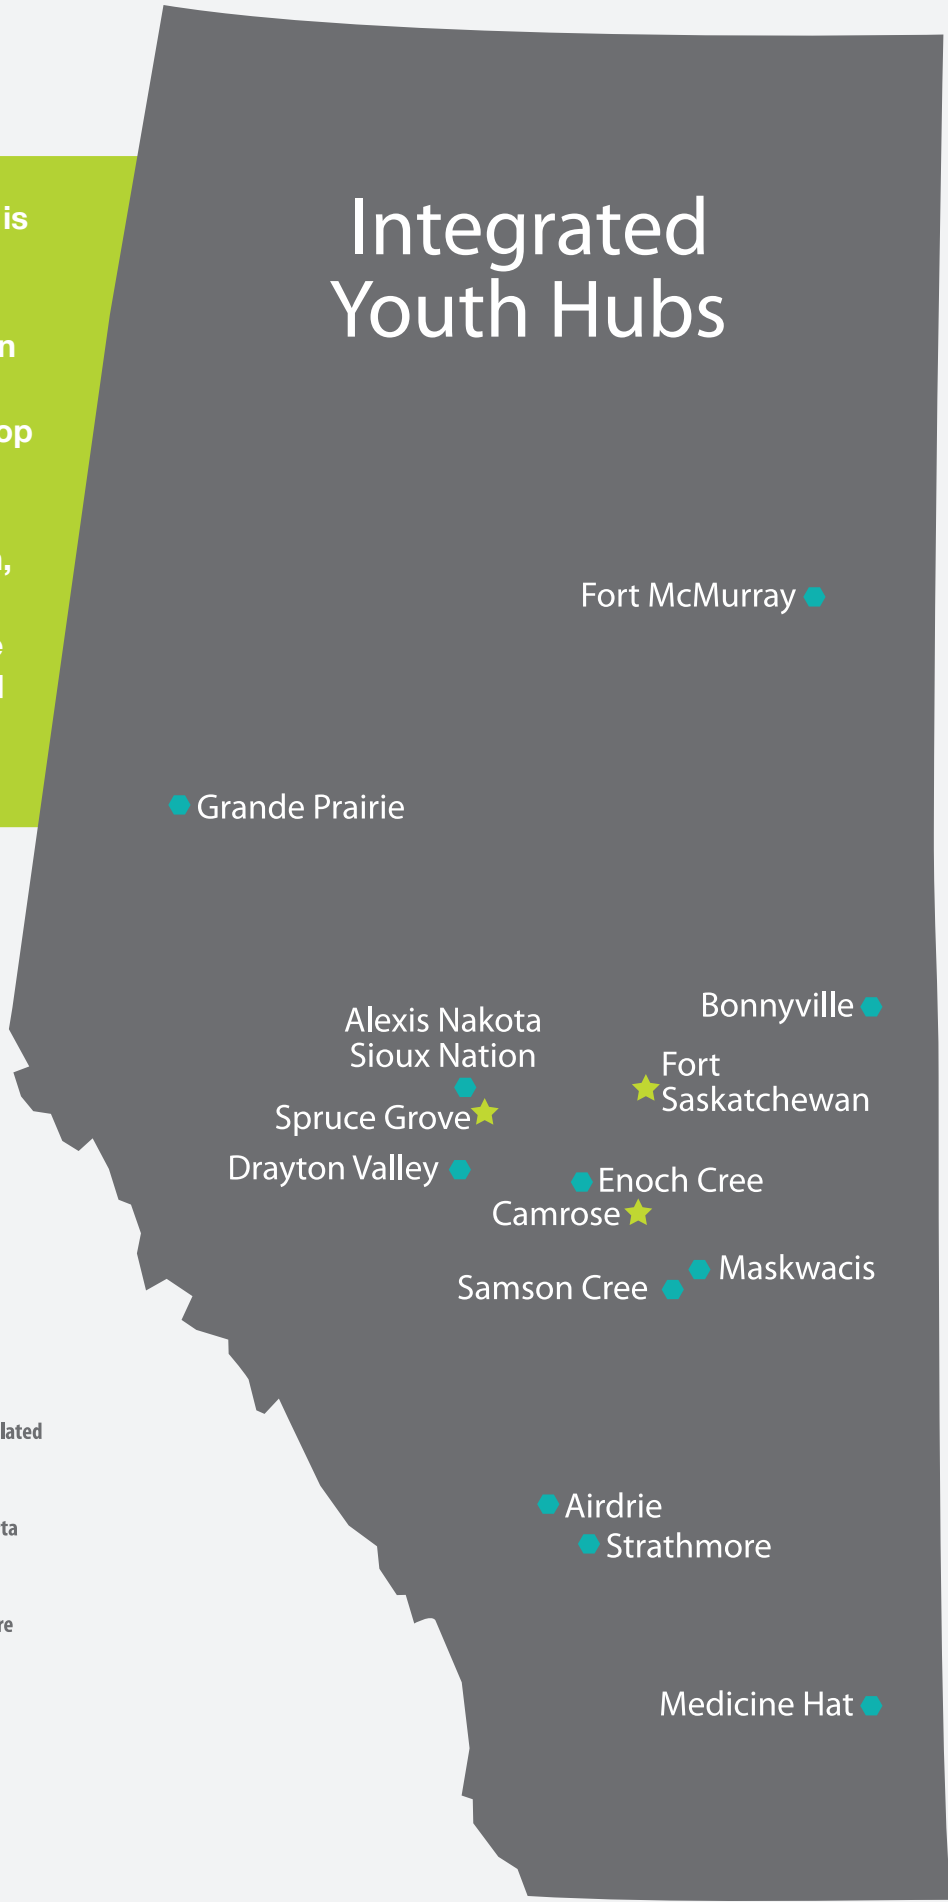 is
Integrated
Youth Hubs
Fort McMurray
Grande Prairie
Bonnyville
Alexis Nakota
Sioux Nation
Fort
Saskatchewan
Spruce Grove
Drayton Valley
Enoch Cree
Camrose
Maskwacis
Samson Cree
Airdrie
Strathmore
Medicine Hat